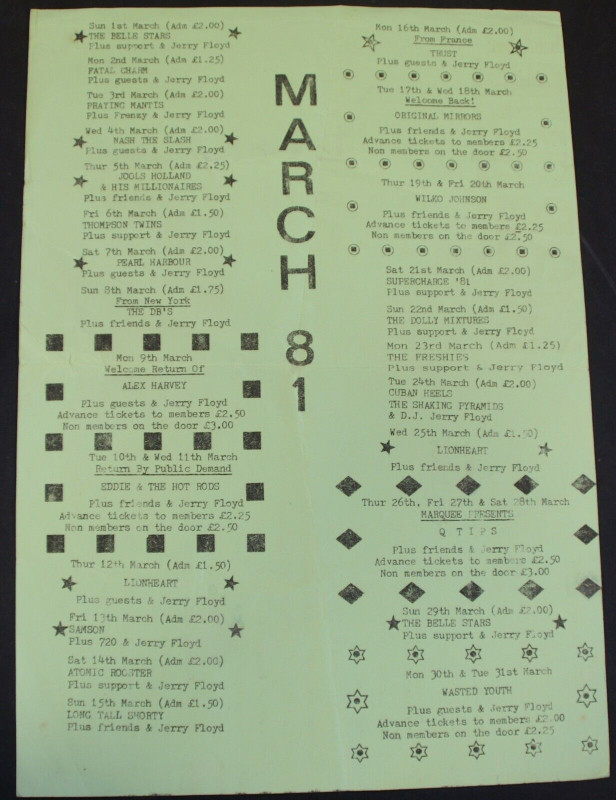 Sun 1st March (Adm £2.00)
THE BELLE STARS
Plus support & Jerry Floyd
Mon 2nd March (Adm £1.25)
FATAL CHARM
Plus guests & Jerry Floyd
Tue 3rd March (Adm £2.00)
PRAYING MANTIS
Plus Frenzy & Jerry Floyd
Wed 4th March (Adm £2.00)
NASH THE SLASH
Plus guests & Jerry Floyd
Thur 5th March (Adm £2.25)
JOOLS HOLLAND
& HIS MILLIONAIRES
Plus friends & Jerry Floyd
Fri 6th March (Adm £1.50)
THOMPSON TWINS
Plus support & Jerry Floyd
Sat 7th March (Adm £2.00)
PEARL HARBOUR
Plus guests & Jerry Floyd
Sun 8th March (Adm £1.75)
From New York
THE DB'S
Plus friends & Jerry Floyd
Mon 9th March
Welcome Return Of
ALEX HARVEY
Plus guests & Jerry Floyd
Advance tickets to members £2.50
Non members on the door £3.00
Tue 10th & Wed 11th March
Return By Public Demand
EDDIE & THE HOT RODS
Plus friends & Jerry Floyd
Advance tickets to members £2.25
Non members on the door £2.50
Thur 12th March (Adm £1.50)
LIONHEART
Plus guests & Jerry Floyd
Fri 13th March (Adm £2.00)
SAMSON
Plus 720 & Jerry Floyd
Sat 14th March (Adm £2.00)
ATOMIC ROOSTER
Plus support & Jerry Floyd
Sun 15th March (Adm £1.50)
LONG TALL SHORTY
Plus friends & Jerry Floyd
MARCH 81
Mon 16th March (Adm £2.00)
From France
TRUST
Plus guests & Jerry Floyd
Tue 17th & Wed 18th March
Welcome Back!
ORIGINAL MIRRORS
Plus friends & Jerry Floyd
Advance tickets to members £2.25
Non members on the door £2.50
Thur 19th & Fri 20th March
WILKO JOHNSON
Plus friends & Jerry Floyd
Advance tickets to members £2.25
Non members on the door £2.50
Sat 21st March (Adm £2.00)
SUPERCHARGE '81
Plus support & Jerry Floyd
Sun 22nd March (Adm £1.50)
THE DOLLY MIXTURES
Plus support & Jerry Floyd
Mon 23rd March (Adm £1.25)
THE FRESHIES
Plus support & Jerry Floyd
Tue 24th March (Adm £2.00)
CUBAN HEELS
THE SHAKING PYRAMIDS
& D.J. Jerry Floyd
Wed 25th March (Adm £1.50)
LIONHEART
Plus friends & Jerry Floyd
Thur 26th, Fri 27th & Sat 28th March
MARQUEE PRESENTS
Q TIPS
Plus friends & Jerry Floyd
Advance tickets to members £2.50
Non members on the door £3.00
Sun 29th March (Adm £2.00)
THE BELLE STARS
Plus support & Jerry Floyd
Mon 30th & Tue 31st March
WASTED YOUTH
Plus guests & Jerry Floyd
Advance tickets to members £2.00
Non members on the door £2.25